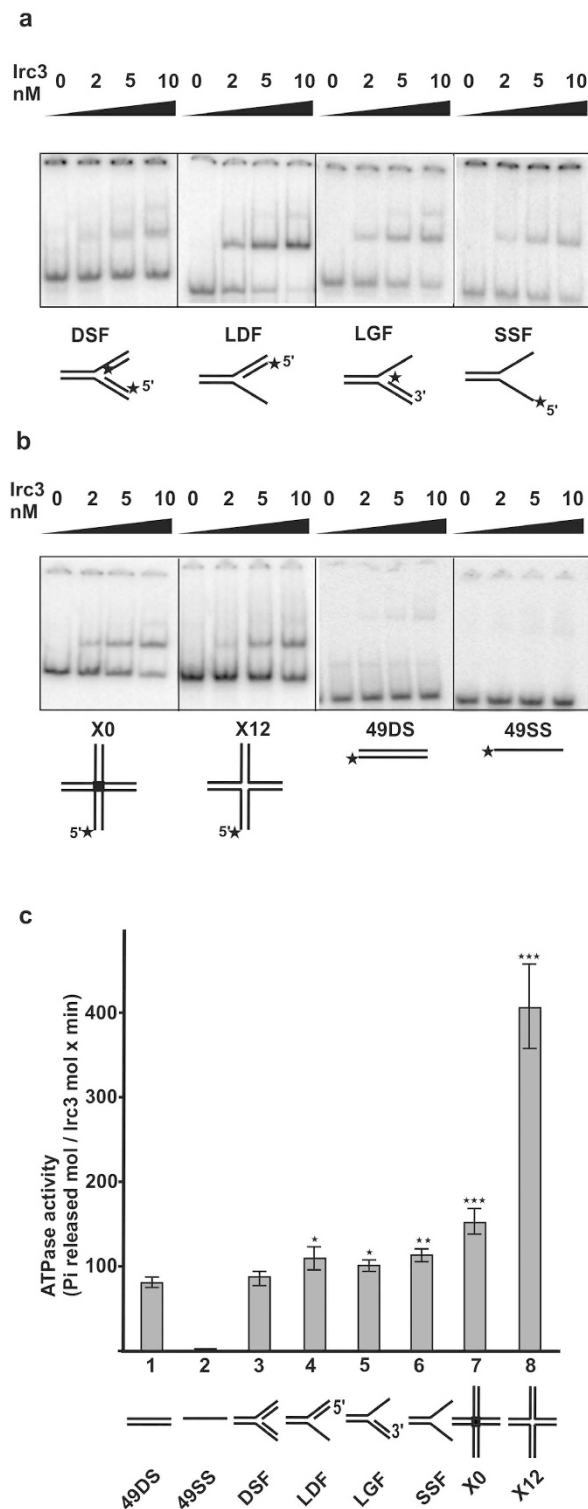 a
Irc3 nM 0 2 5 10 0 2 5 10 0 2 5 10 0 2 5 10
DSF LDF LGF SSF
5' 5' 3' 5'
b
Irc3 nM 0 2 5 10 0 2 5 10 0 2 5 10 0 2 5 10
X0 X12 49DS 49SS
5' 5'
c
ATPase activity
(Pi released mol / Irc3 mol x min)
400
300
200
100
1 2 3 4 5 6 7 8
5' 3'
49DS 49SS DSF LDF LGF SSF X0 X12